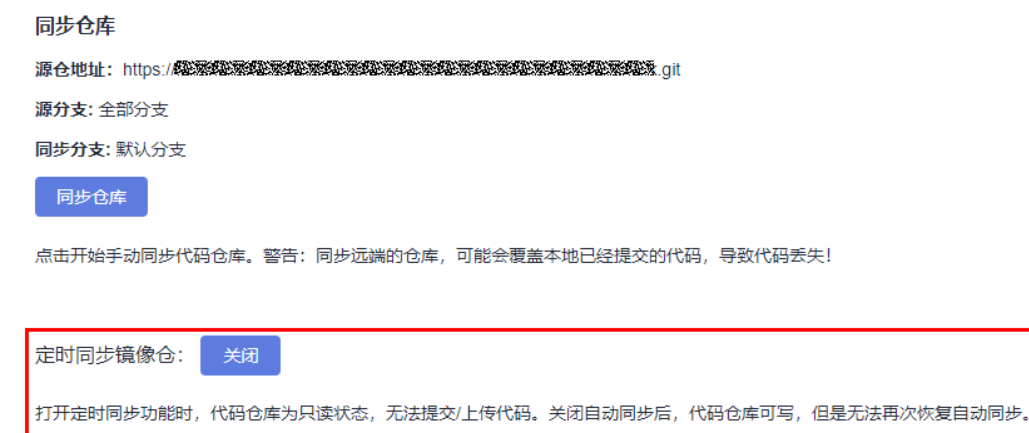 同步仓库
源仓地址：https://.git
源分支: 全部分支
同步分支: 默认分支
同步仓库
点击开始手动同步代码仓库。警告：同步远端的仓库，可能会覆盖本地已经提交的代码，导致代码丢失！
定时同步镜像仓： 关闭
打开定时同步功能时，代码仓库为只读状态，无法提交/上传代码。关闭自动同步后，代码仓库可写，但是无法再次恢复自动同步。